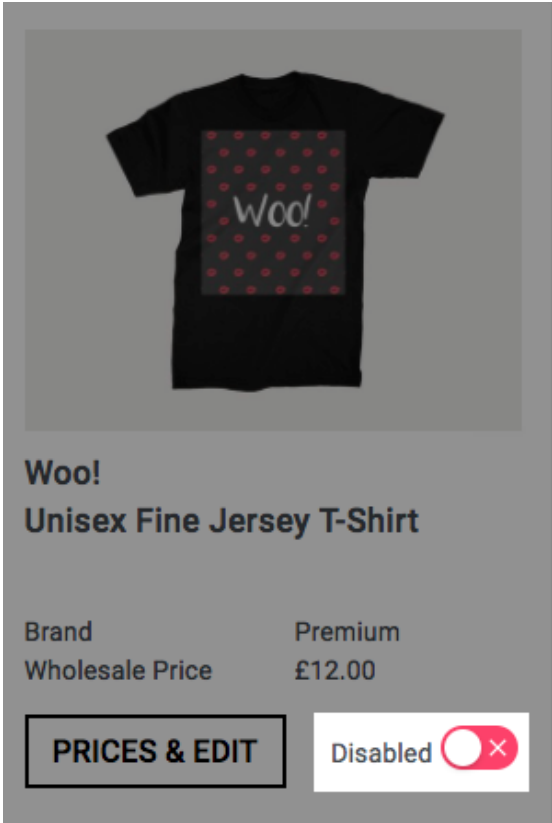 Woo!
Woo!
Unisex Fine Jersey T-Shirt
Brand Premium
Wholesale Price £12.00
PRICES & EDIT Disabled